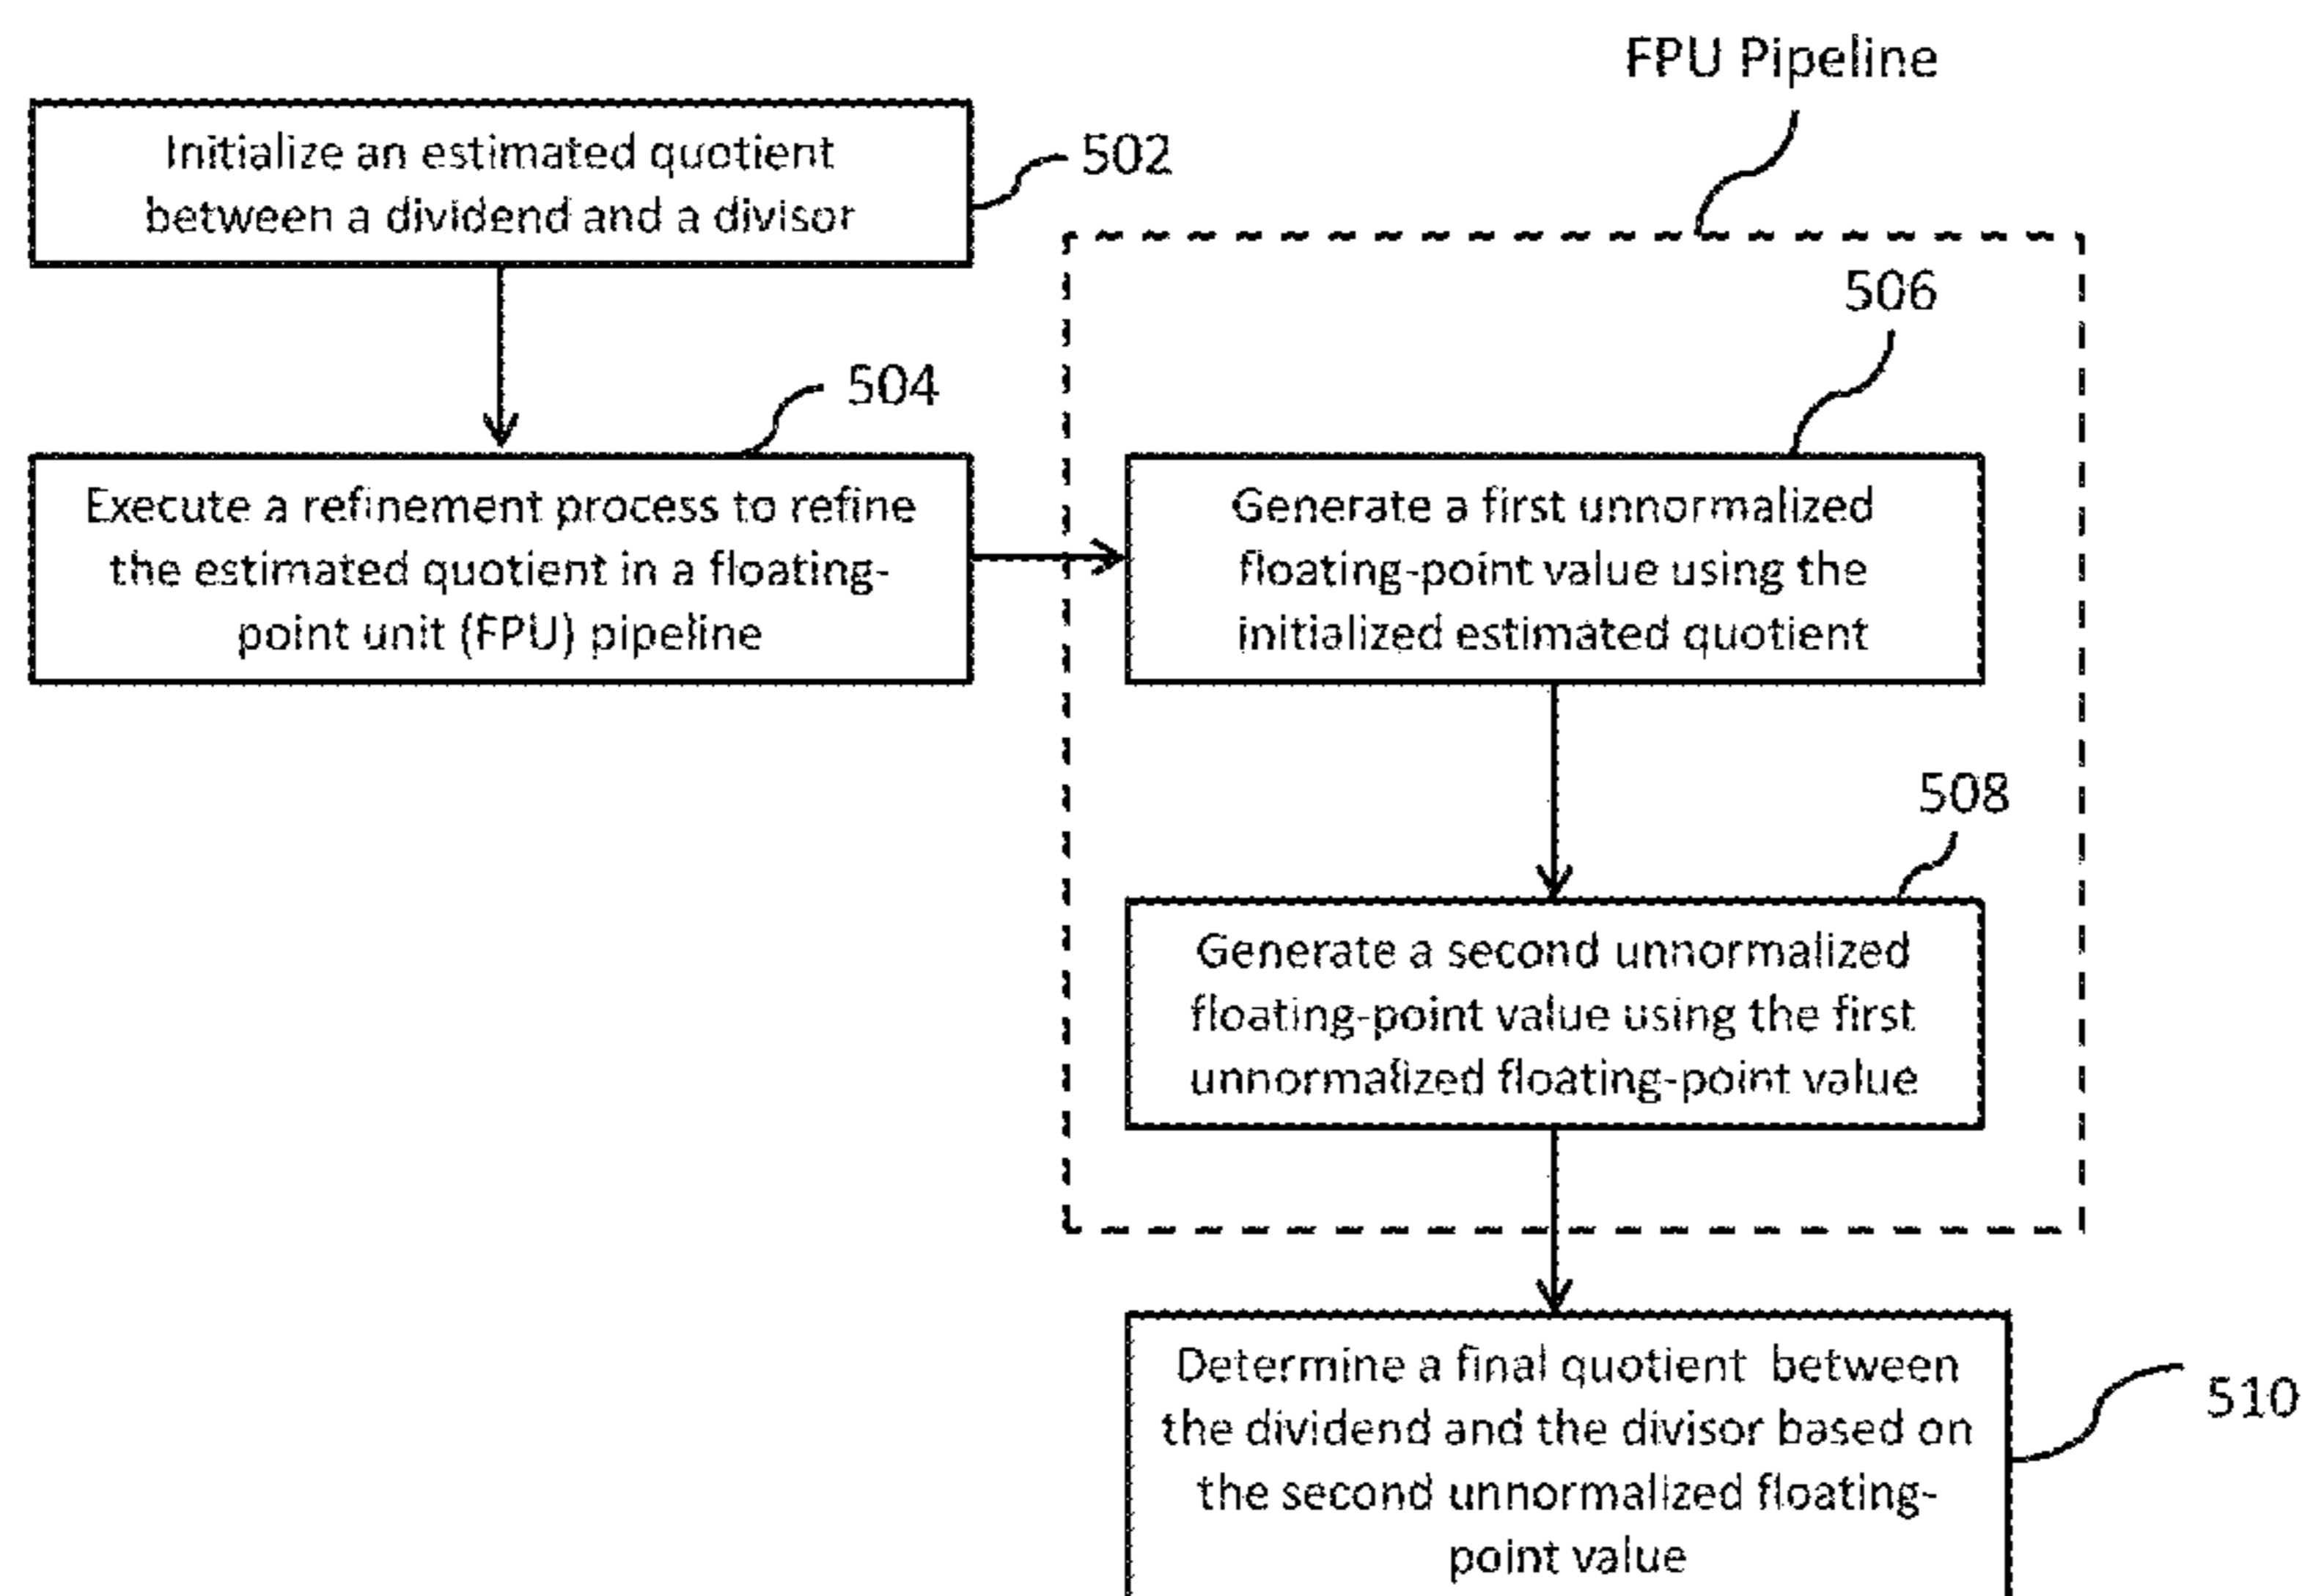 FPU Pipeline
Initialize an estimated quotient
between a dividend and a divisor
502
504
Execute a refinement process to refine
the estimated quotient in a floating-
point unit (FPU) pipeline
506
Generate a first unnormalized
floating-point value using the
initialized estimated quotient
508
Generate a second unnormalized
floating-point value using the first
unnormalized floating-point value
Determine a final quotient between
the dividend and the divisor based on
the second unnormalized floating-
point value
510